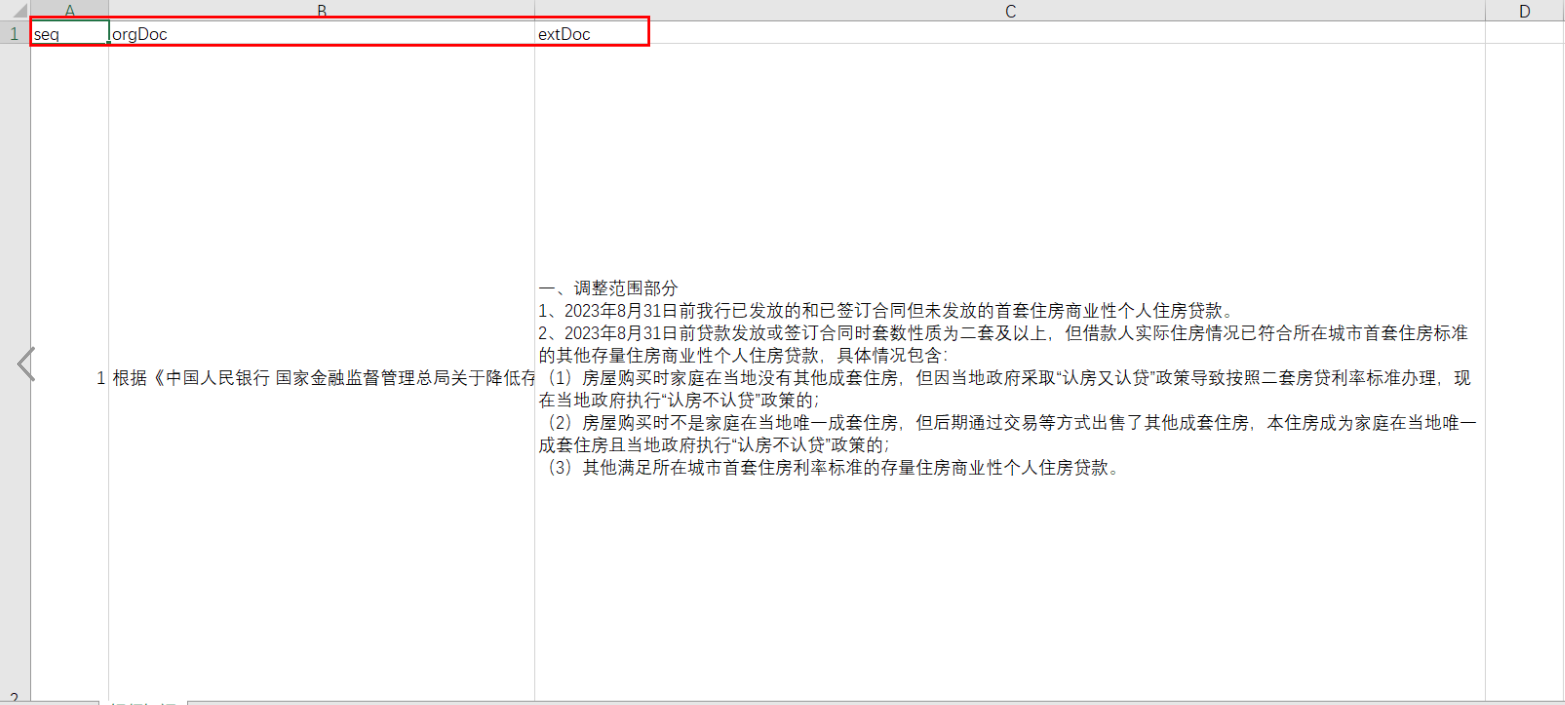 A B C D
1 seq orgDoc extDoc
一、调整范围部分
1、2023年8月31日前我行已发放的和已签订合同但未发放的首套住房商业性个人住房贷款。
2、2023年8月31日前贷款发放或签订合同时套数性质为二套及以上，但借款人实际住房情况已符合所在城市首套住房标准
的其他存量住房商业性个人住房贷款，具体情况包含：
1 根据《中国人民银行 国家金融监督管理总局关于降低存
（1）房屋购买时家庭在当地没有其他成套住房，但因当地政府采取“认房又认贷”政策导致按照二套房贷利率标准办理，现
在当地政府执行“认房不认贷”政策的；
（2）房屋购买时不是家庭在当地唯一成套住房，但后期通过交易等方式出售了其他成套住房，本住房成为家庭在当地唯一
成套住房且当地政府执行“认房不认贷”政策的；
（3）其他满足所在城市首套住房利率标准的存量住房商业性个人住房贷款。
2